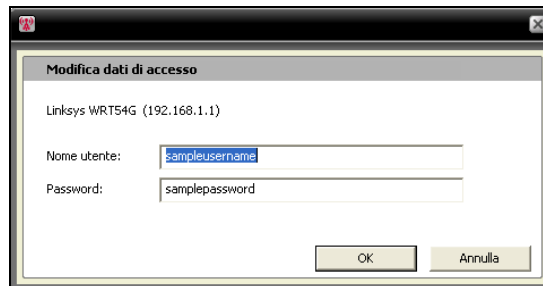 Modifica dati di accesso
Linksys WRT54G (192.168.1.1)
Nome utente: sampleusername
Password: samplepassword
OK Annulla